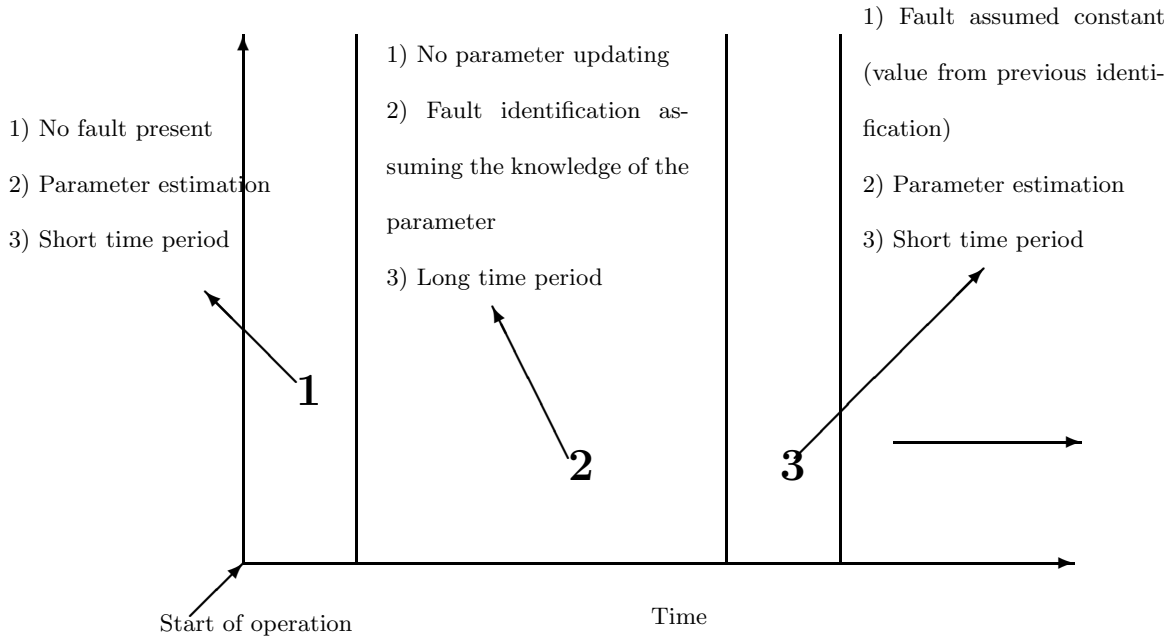 1) No fault present
2) Parameter estimation
3) Short time period
1) No parameter updating
2) Fault identification as-
suming the knowledge of the
parameter
3) Long time period
1) Fault assumed constant
(value from previous identi-
fication)
2) Parameter estimation
3) Short time period
1
2
3
Start of operation
Time